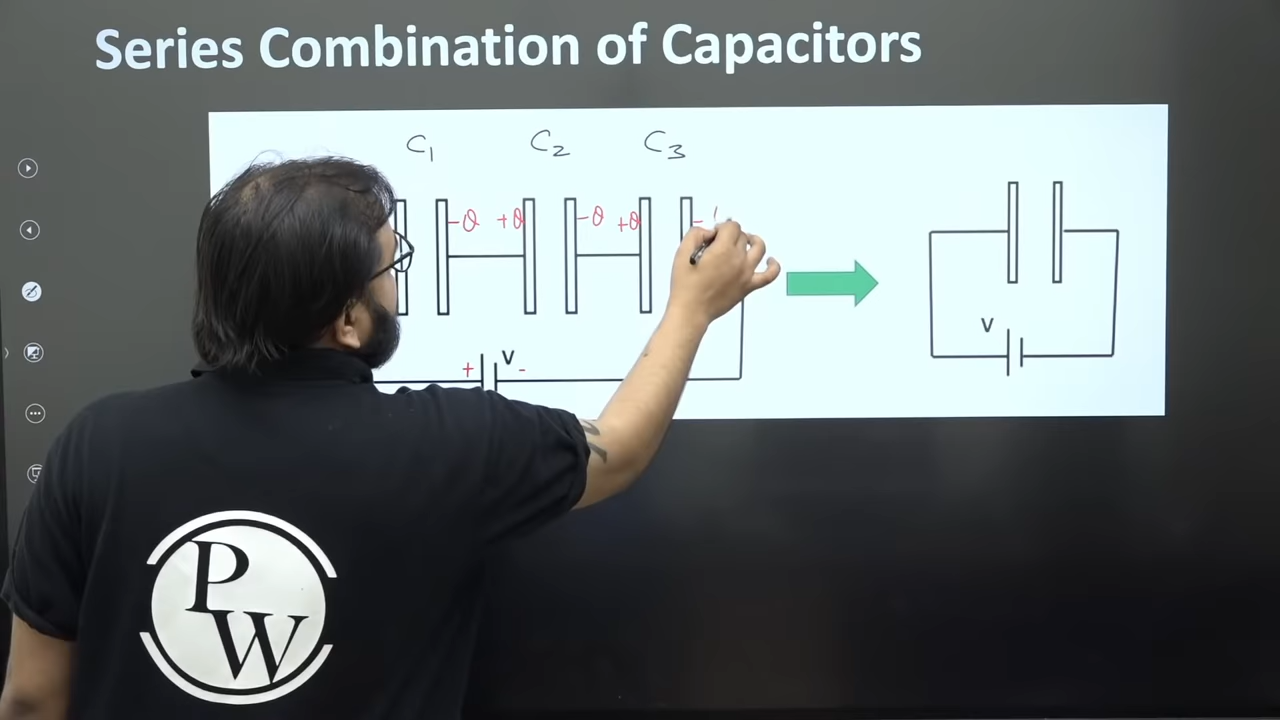 Series Combination of Capacitors
C₁ C₂ C₃
-Q +Q -Q +Q -
+ V -
V
PW